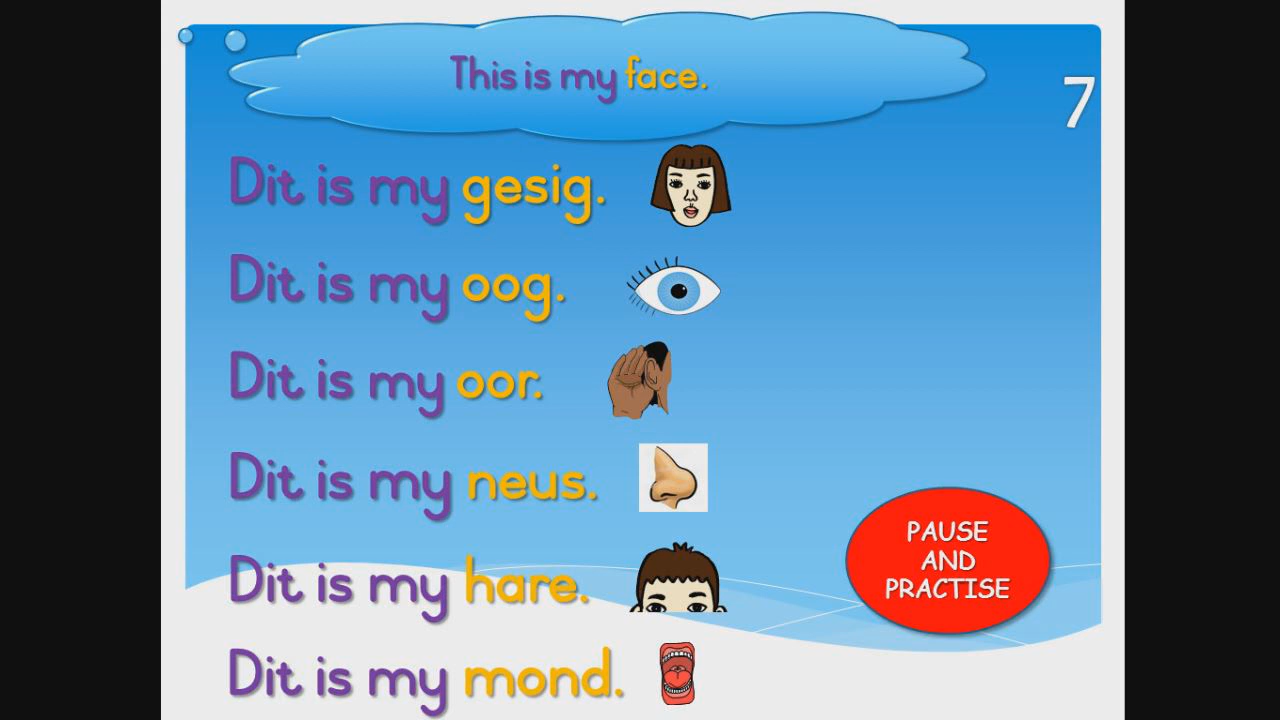 This is my face.
7
Dit is my gesig.
Dit is my oog.
Dit is my oor.
Dit is my neus.
Dit is my hare.
Dit is my mond.
PAUSE
AND
PRACTISE